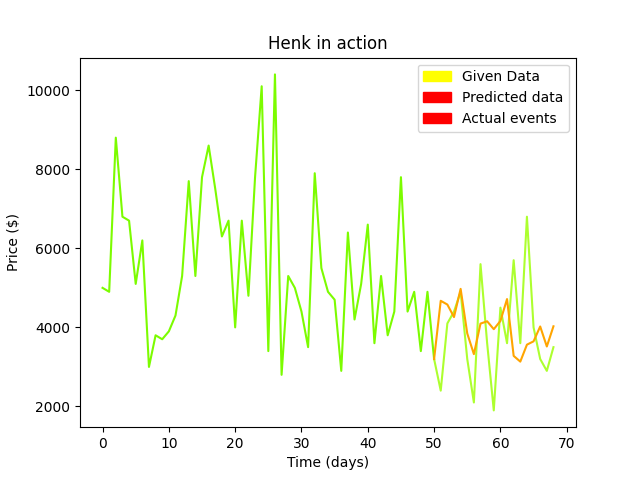 Henk in action
Given Data
Predicted data
Actual events
Price ($)
10000
8000
6000
4000
2000
0 10 20 30 40 50 60 70
Time (days)